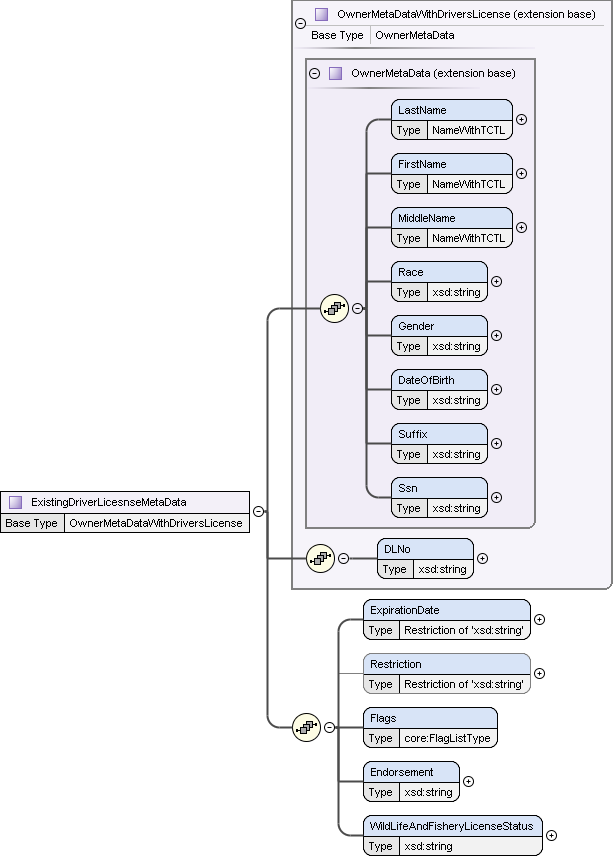 OwnerMetaDataWithDriversLicense (extension base)
Base Type OwnerMetaData
OwnerMetaData (extension base)
LastName
Type NameWithTCTL
FirstName
Type NameWithTCTL
MiddleName
Type NameWithTCTL
Race
Type xsd:string
Gender
Type xsd:string
DateOfBirth
Type xsd:string
Suffix
Type xsd:string
Ssn
Type xsd:string
ExistingDriverLicesnseMetaData
Base Type OwnerMetaDataWithDriversLicense
DLNo
Type xsd:string
ExpirationDate
Type Restriction of 'xsd:string'
Restriction
Type Restriction of 'xsd:string'
Flags
Type core:FlagListType
Endorsement
Type xsd:string
WildLifeAndFisheryLicenseStatus
Type xsd:string